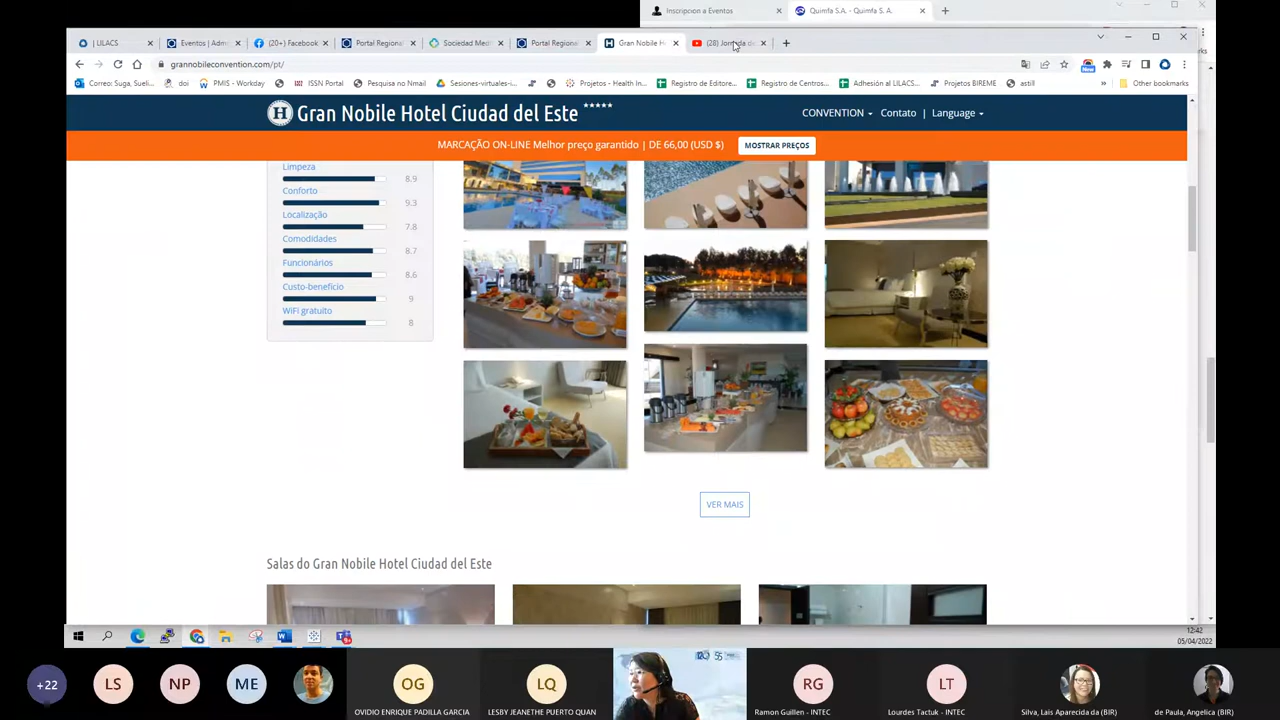 Inscripcion a Eventos
Quimfa S.A. - Quimfa S. A.
| LILACS
Eventos | Adm
(20+) Facebook
Portal Regional
Sociedad Med
Portal Regional
Gran Nobile H
(28) Jornada de
grannobileconvention.com/pt/
Correo: Suga, Sueli...
doi
PMIS - Workday
ISSN Portal
Pesquisa no Nmail
Sesiones-virtuales-i...
Projetos - Health In...
Registro de Editore...
Registro de Centros...
Adhesión al LILACS...
Projetos BIREME
astill
»
Other bookmarks
New
Gran Nobile Hotel Ciudad del Este *****
CONVENTION
Contato
|
Language
MARCAÇÃO ON-LINE Melhor preço garantido | DE 66,00 (USD $)
MOSTRAR PREÇOS
Limpeza
8.9
Conforto
9.3
Localização
7.8
Comodidades
8.7
Funcionários
8.6
Custo-benefício
9
WiFi gratuito
8
VER MAIS
Salas do Gran Nobile Hotel Ciudad del Este
12:42
05/04/2022
+22
LS
NP
ME
OG
OVIDIO ENRIQUE PADILLA GARCIA
LQ
LESBY JEANETHE PUERTO QUAN
120
55
RG
Ramon Guillen - INTEC
LT
Lourdes Tactuk - INTEC
Silva, Lais Aparecida da (BIR)
de Paula, Angelica (BIR)